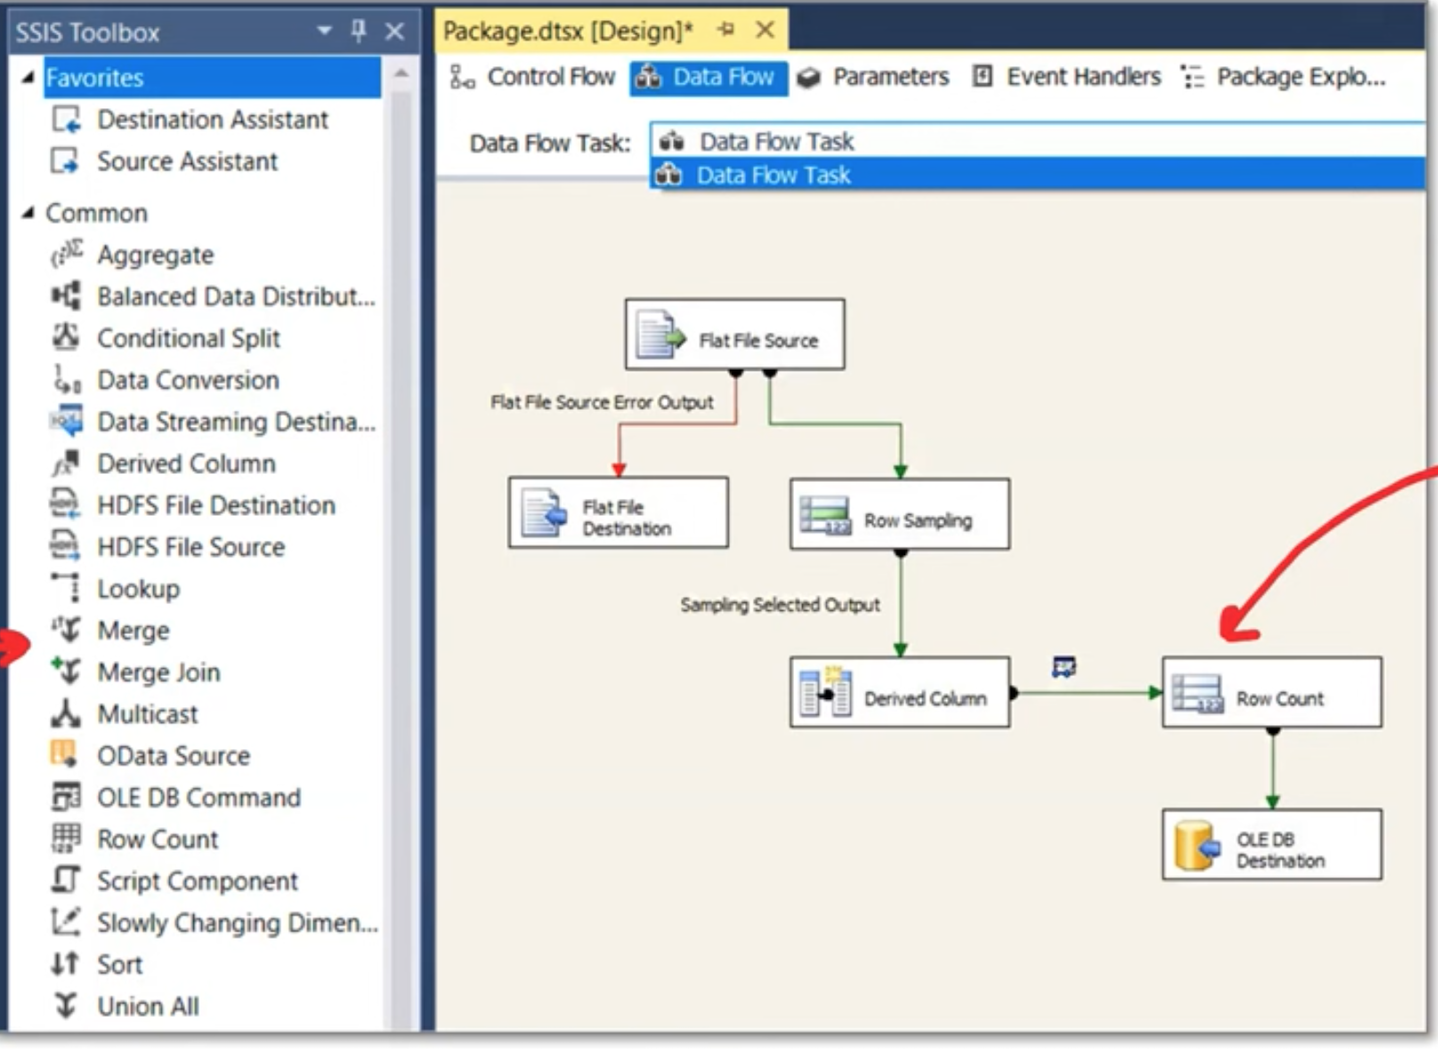 SSIS Toolbox
Favorites
Destination Assistant
Source Assistant
Common
Aggregate
Balanced Data Distribut...
Conditional Split
Data Conversion
Data Streaming Destina...
Derived Column
HDFS File Destination
HDFS File Source
Lookup
Merge
Merge Join
Multicast
OData Source
OLE DB Command
Row Count
Script Component
Slowly Changing Dimen...
Sort
Union All
Package.dtsx [Design]*
Control Flow
Data Flow
Parameters
Event Handlers
Package Explo...
Data Flow Task:
Data Flow Task
Data Flow Task
Flat File Source
Flat File Source Error Output
Flat File
Destination
Row Sampling
Sampling Selected Output
Derived Column
Row Count
OLE DB
Destination